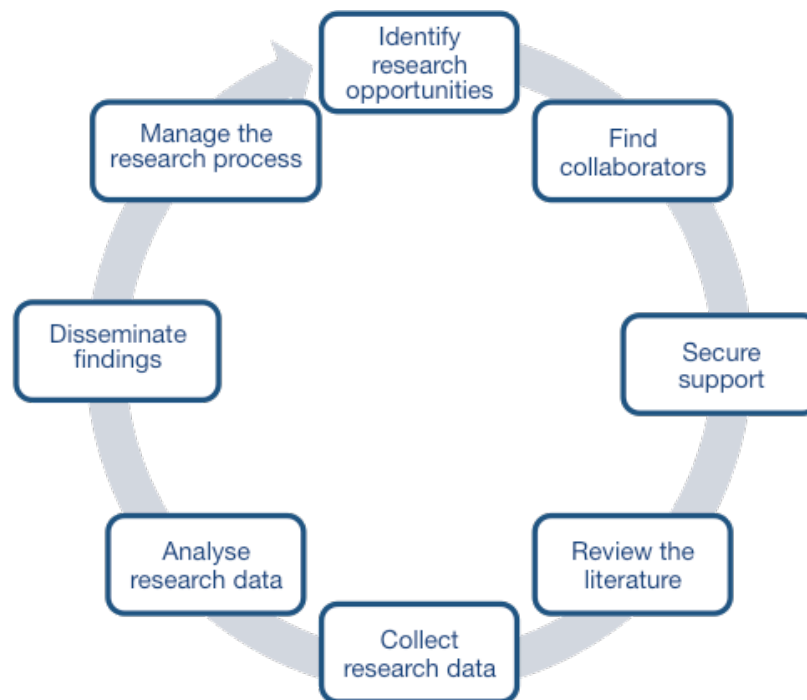 Identify
research
opportunities
Find
collaborators
Secure
support
Review the
literature
Collect
research data
Analyse
research data
Disseminate
findings
Manage the
research process